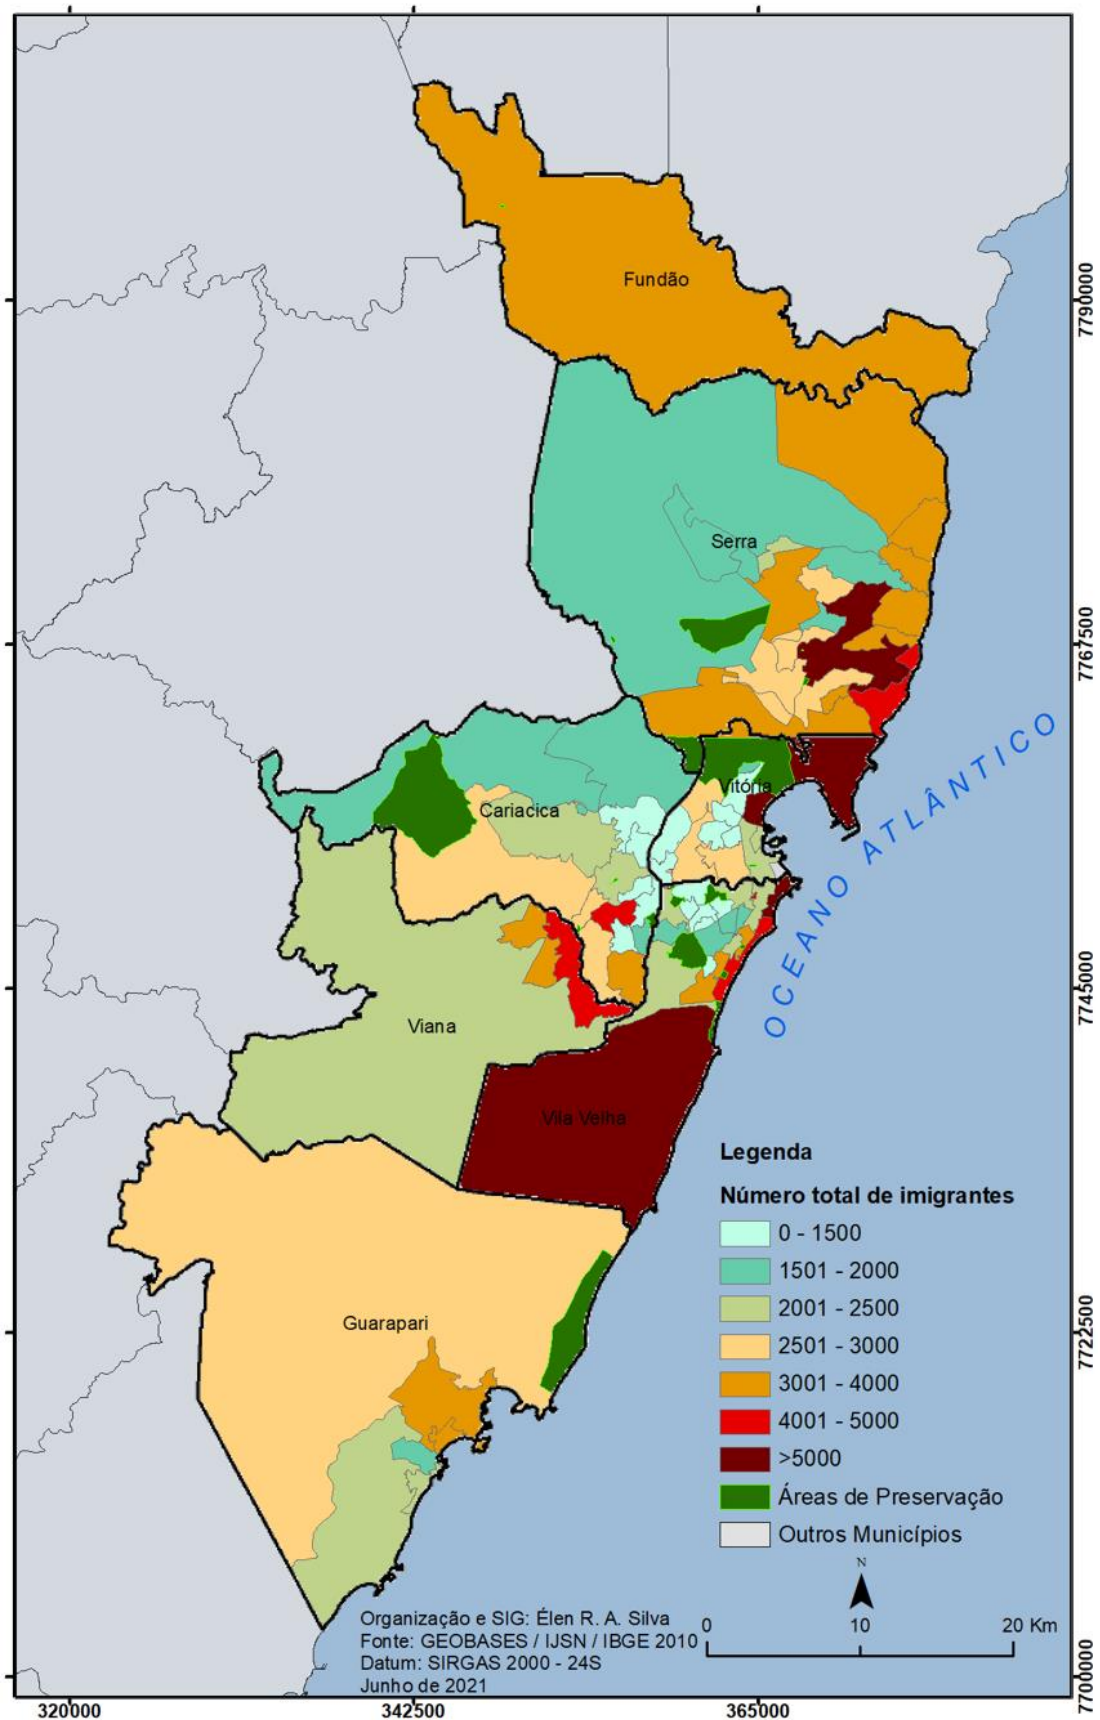 Fundão
7790000
Serra
7767500
OCEANO ATLÂNTICO
Vitória
Cariacica
7745000
Viana
Vila Velha
Legenda
Número total de imigrantes
0 - 1500
1501 - 2000
2001 - 2500
2501 - 3000
3001 - 4000
4001 - 5000
>5000
Áreas de Preservação
Outros Municípios
Guarapari
7722500
N
0 10 20 Km
Organização e SIG: Élen R. A. Silva
Fonte: GEOBASES / IJSN / IBGE 2010
Datum: SIRGAS 2000 - 24S
Junho de 2021
7700000
320000 342500 365000